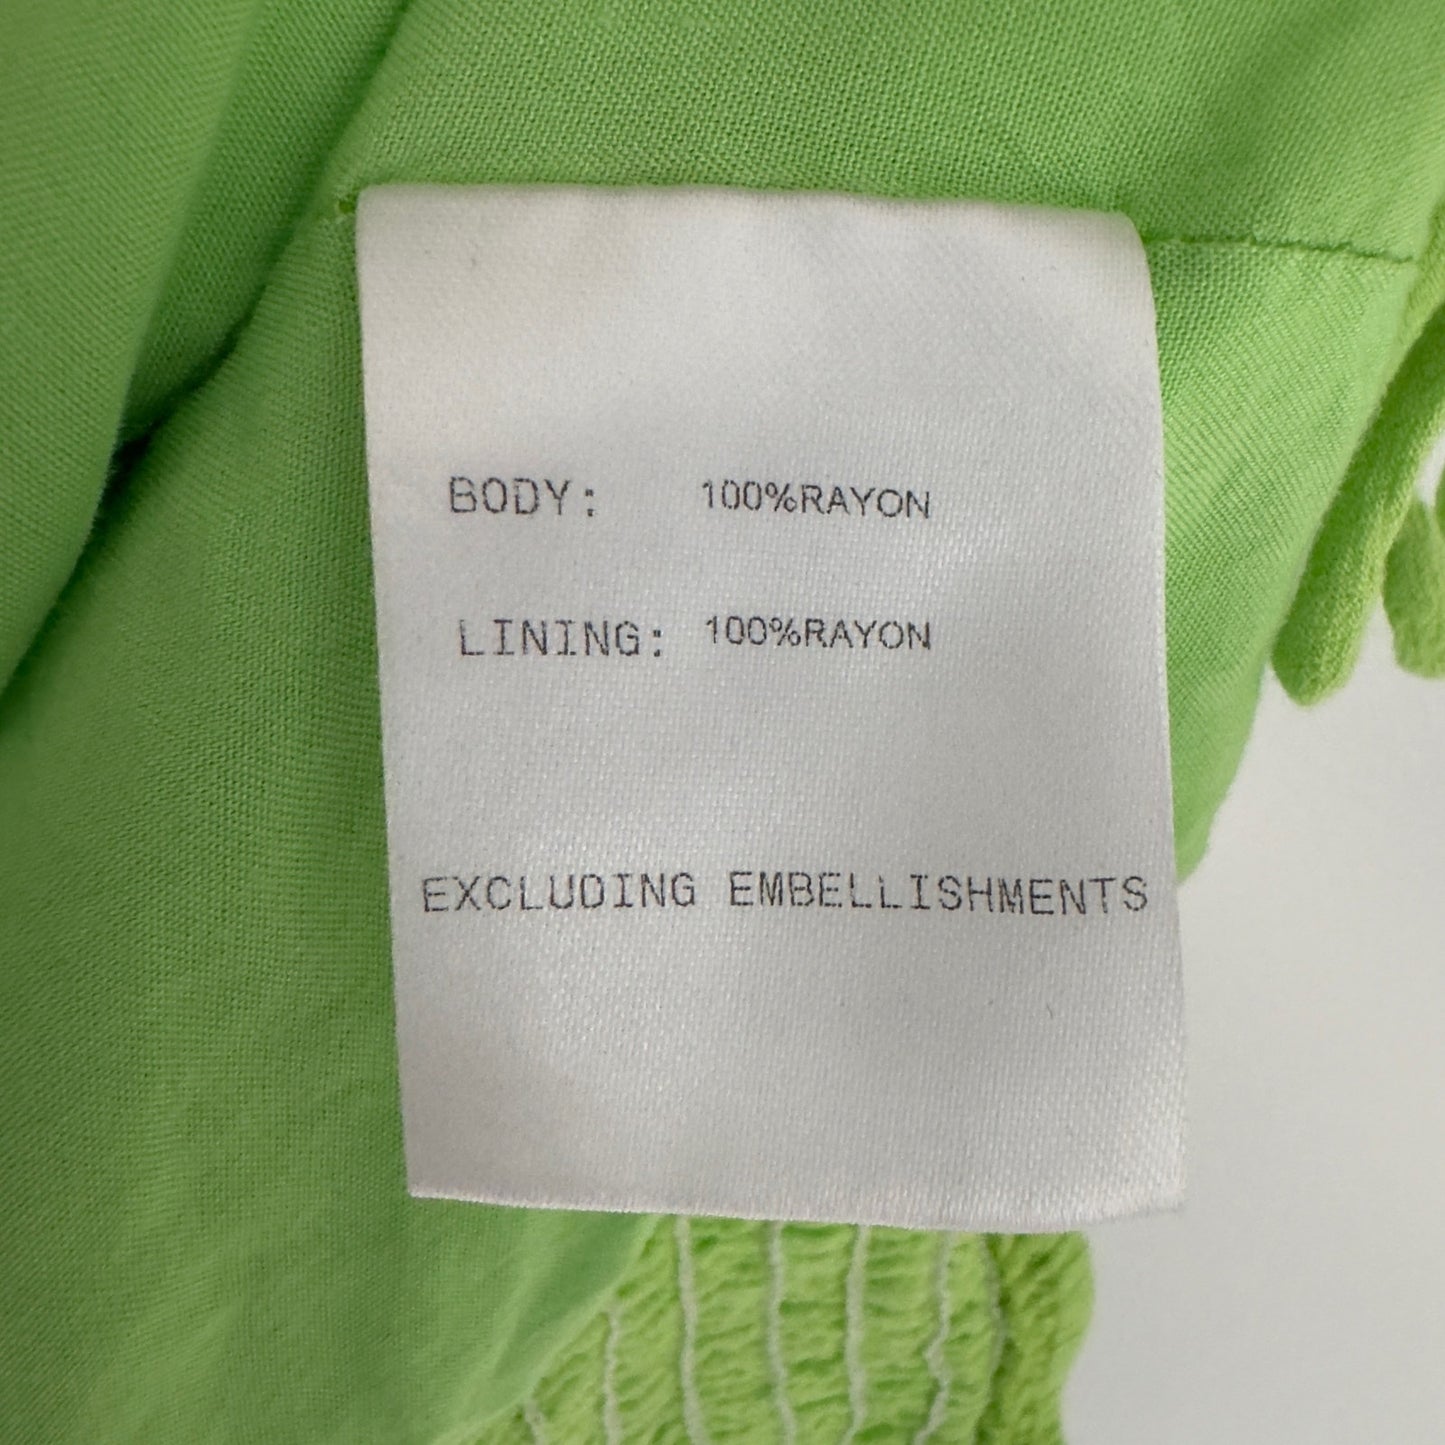 BODY: 100%RAYON
LINING: 100%RAYON
EXCLUDING EMBELLISHMENTS